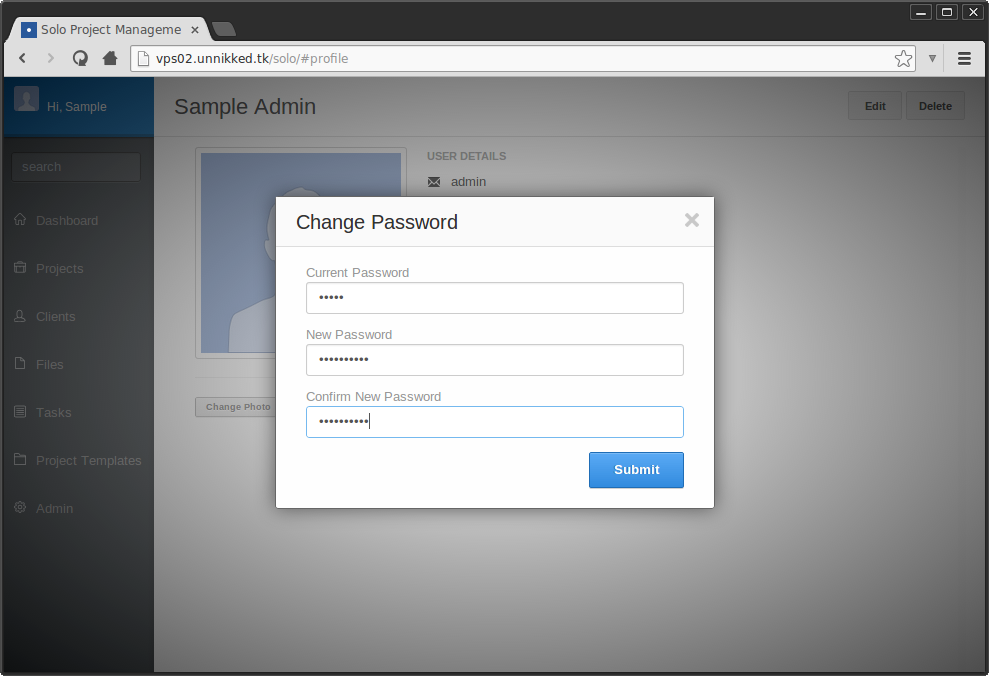 Solo Project Manageme
vps02.unnikked.tk/solo/#profile
Hi, Sample
Sample Admin
Edit
Delete
search
USER DETAILS
admin
Dashboard
Projects
Clients
Files
Tasks
Project Templates
Admin
Change Photo
Change Password
Current Password
•••••
New Password
••••••••••
Confirm New Password
••••••••••
Submit